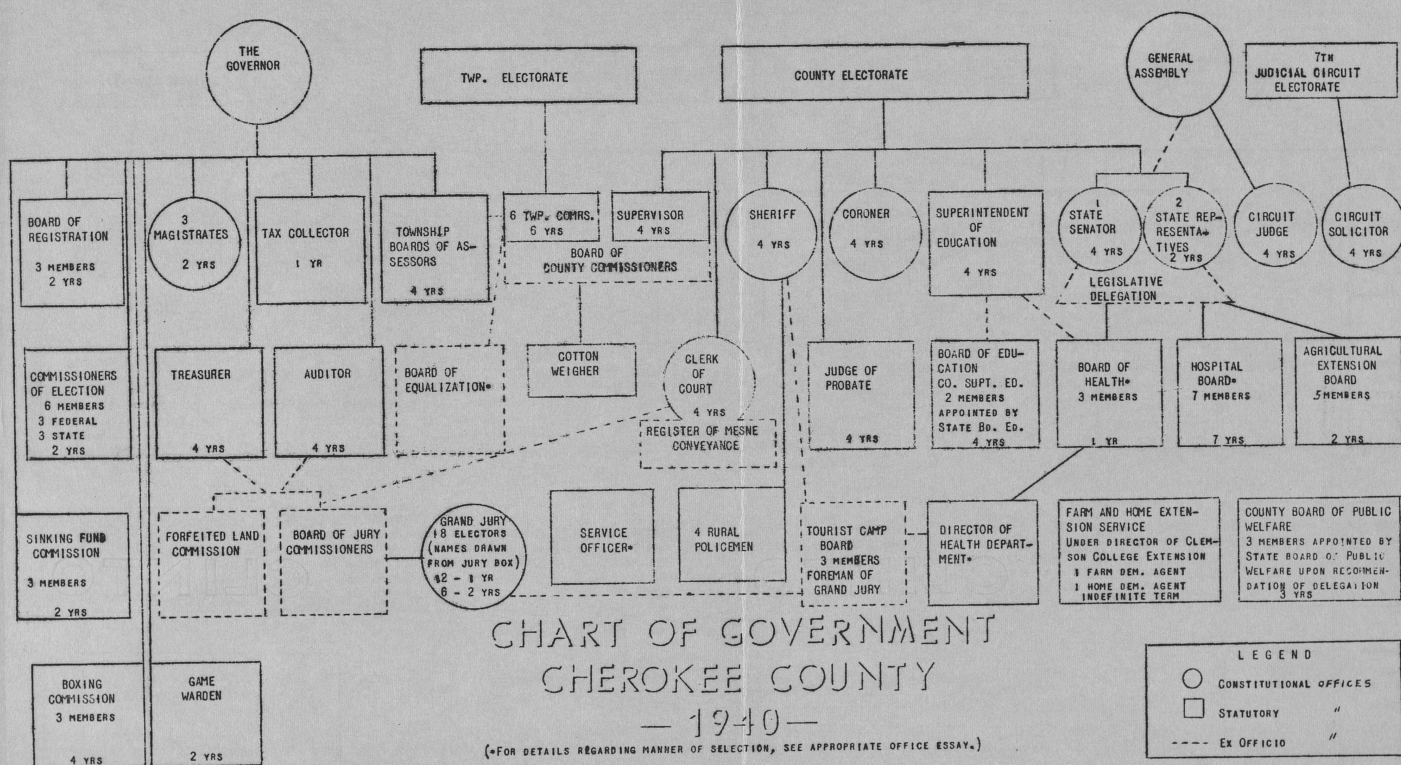 THE
GOVERNOR
TWP. ELECTORATE
COUNTY ELECTORATE
GENERAL
ASSEMBLY
7TH
JUDICIAL CIRCUIT
ELECTORATE
BOARD OF
REGISTRATION
3 MEMBERS
2 YRS
3
MAGISTRATES
2 YRS
TAX COLLECTOR
1 YR
TOWNSHIP
BOARDS OF AS-
SESSORS
4 YRS
6 TWP. COMRS.
6 YRS
SUPERVISOR
4 YRS
BOARD OF
COUNTY COMMISSIONERS
SHERIFF
4 YRS
CORONER
4 YRS
SUPERINTENDENT
OF
EDUCATION
4 YRS
1
STATE
SENATOR
4 YRS
2
STATE REP-
RESENTA-
TIVES
2 YRS
LEGISLATIVE
DELEGATION
CIRCUIT
JUDGE
4 YRS
CIRCUIT
SOLICITOR
4 YRS
COMMISSIONERS
OF ELECTION
6 MEMBERS
3 FEDERAL
3 STATE
2 YRS
TREASURER
4 YRS
AUDITOR
4 YRS
BOARD OF
EQUALIZATION*
COTTON
WEIGHER
CLERK
OF
COURT
4 YRS
REGISTER OF MESNE
CONVEYANCE
JUDGE OF
PROBATE
4 YRS
BOARD OF EDU-
CATION
CO. SUPT. ED.
2 MEMBERS
APPOINTED BY
STATE BD. ED.
4 YRS
BOARD OF
HEALTH*
3 MEMBERS
1 YR
HOSPITAL
BOARD*
7 MEMBERS
7 YRS
AGRICULTURAL
EXTENSION
BOARD
5 MEMBERS
2 YRS
SINKING FUND
COMMISSION
3 MEMBERS
2 YRS
FORFEITED LAND
COMMISSION
BOARD OF JURY
COMMISSIONERS
GRAND JURY
18 ELECTORS
(NAMES DRAWN
FROM JURY BOX)
12 - 1 YR
6 - 2 YRS
SERVICE
OFFICER*
4 RURAL
POLICEMEN
TOURIST CAMP
BOARD
3 MEMBERS
FOREMAN OF
GRAND JURY
DIRECTOR OF
HEALTH DEPART-
MENT*
FARM AND HOME EXTEN-
SION SERVICE
UNDER DIRECTOR OF CLEM-
SON COLLEGE EXTENSION
1 FARM DEM. AGENT
1 HOME DEM. AGENT
INDEFINITE TERM
COUNTY BOARD OF PUBLIC
WELFARE
3 MEMBERS APPOINTED BY
STATE BOARD OF PUBLIC
WELFARE UPON RECOMMEN-
DATION OF DELEGATION
3 YRS
BOXING
COMMISSION
3 MEMBERS
4 YRS
GAME
WARDEN
2 YRS
CHART OF GOVERNMENT
CHEROKEE COUNTY
— 1940 —
(*FOR DETAILS REGARDING MANNER OF SELECTION, SEE APPROPRIATE OFFICE ESSAY.)
LEGEND
CONSTITUTIONAL OFFICES
STATUTORY "
EX OFFICIO "